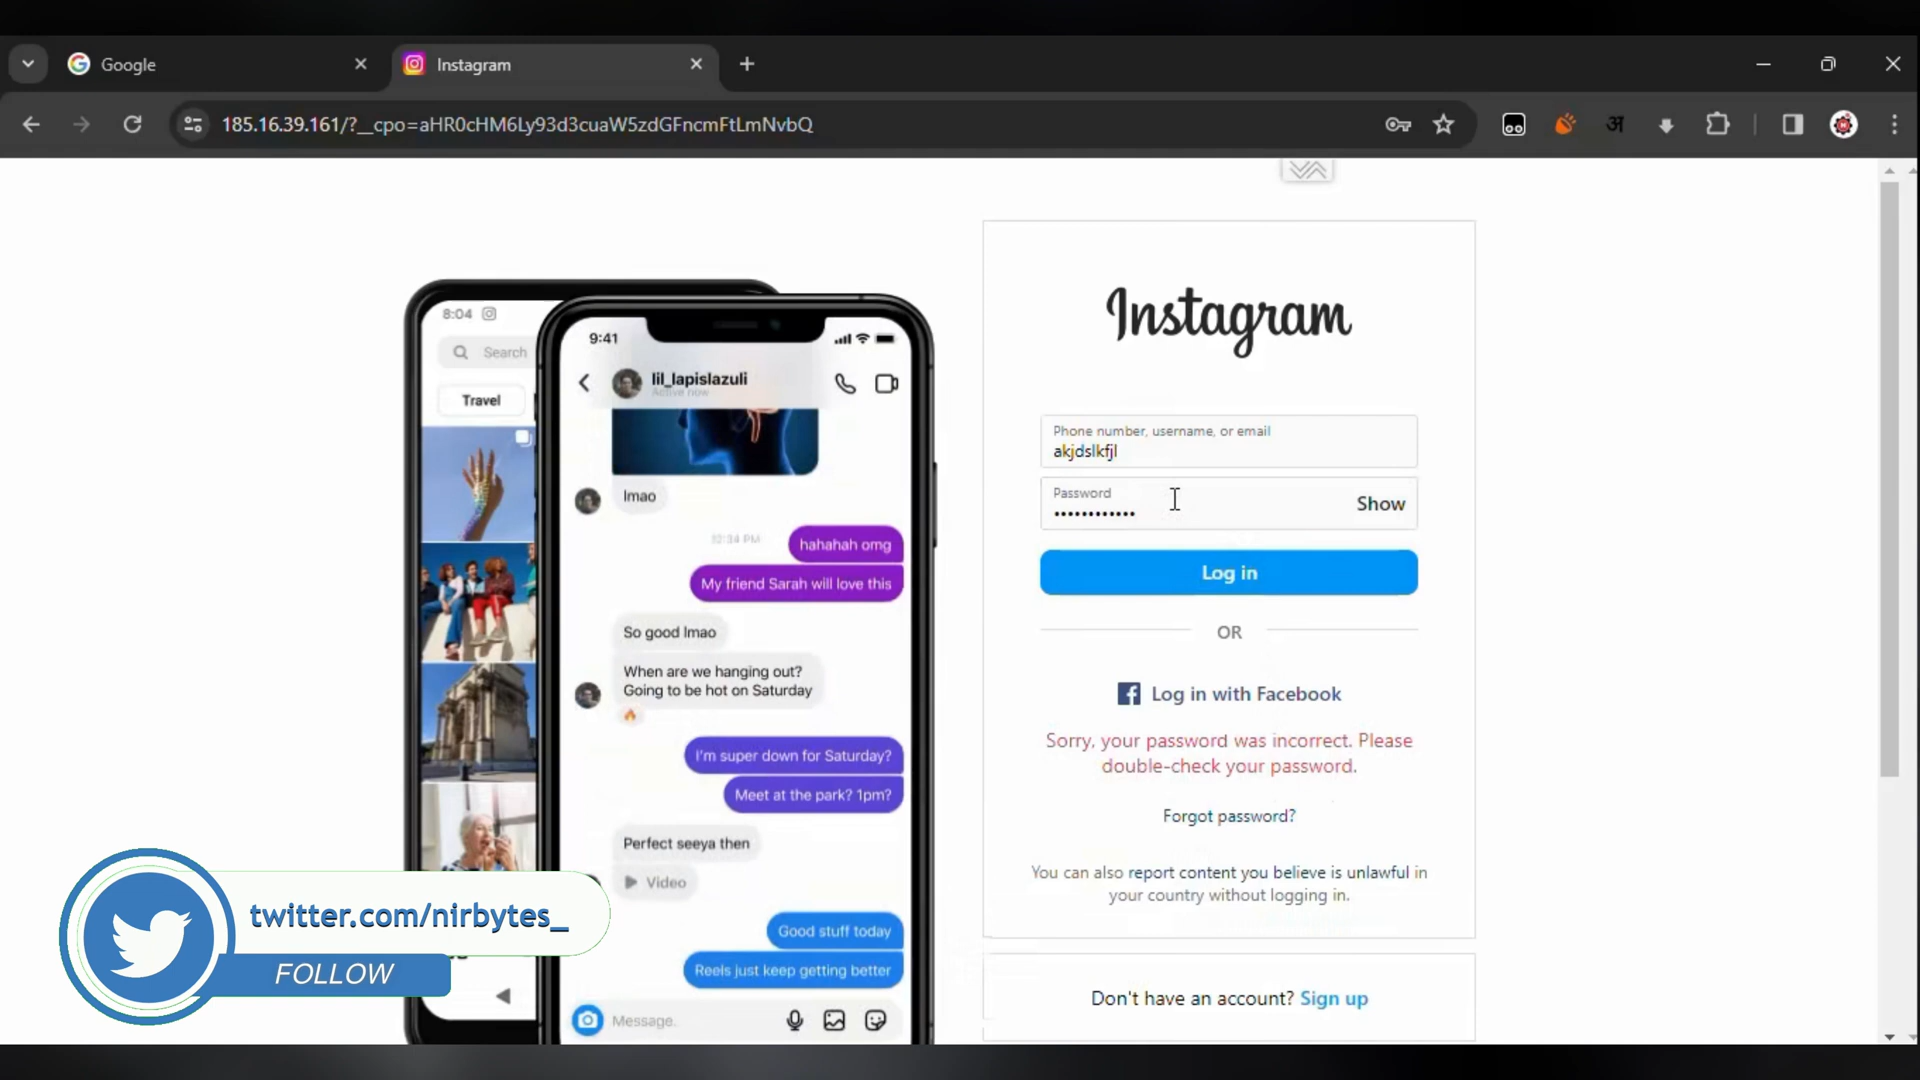 Google
Instagram
185.16.39.161/?__cpo=aHR0cHM6Ly93d3cuaW5zdGFncmFtLmNvbQ
8:04
Search
Travel
9:41
lil_lapislazuli
Active now
lmao
12:34 PM
hahahah omg
My friend Sarah will love this
So good lmao
When are we hanging out?
Going to be hot on Saturday
I'm super down for Saturday?
Meet at the park? 1pm?
Perfect seeya then
Video
Good stuff today
Reels just keep getting better
Message.
Instagram
Phone number, username, or email
akjdslkfjl
Password
••••••••••••
Show
Log in
OR
Log in with Facebook
Sorry, your password was incorrect. Please
double-check your password.
Forgot password?
You can also report content you believe is unlawful in
your country without logging in.
Don't have an account? Sign up
twitter.com/nirbytes_
FOLLOW
अ